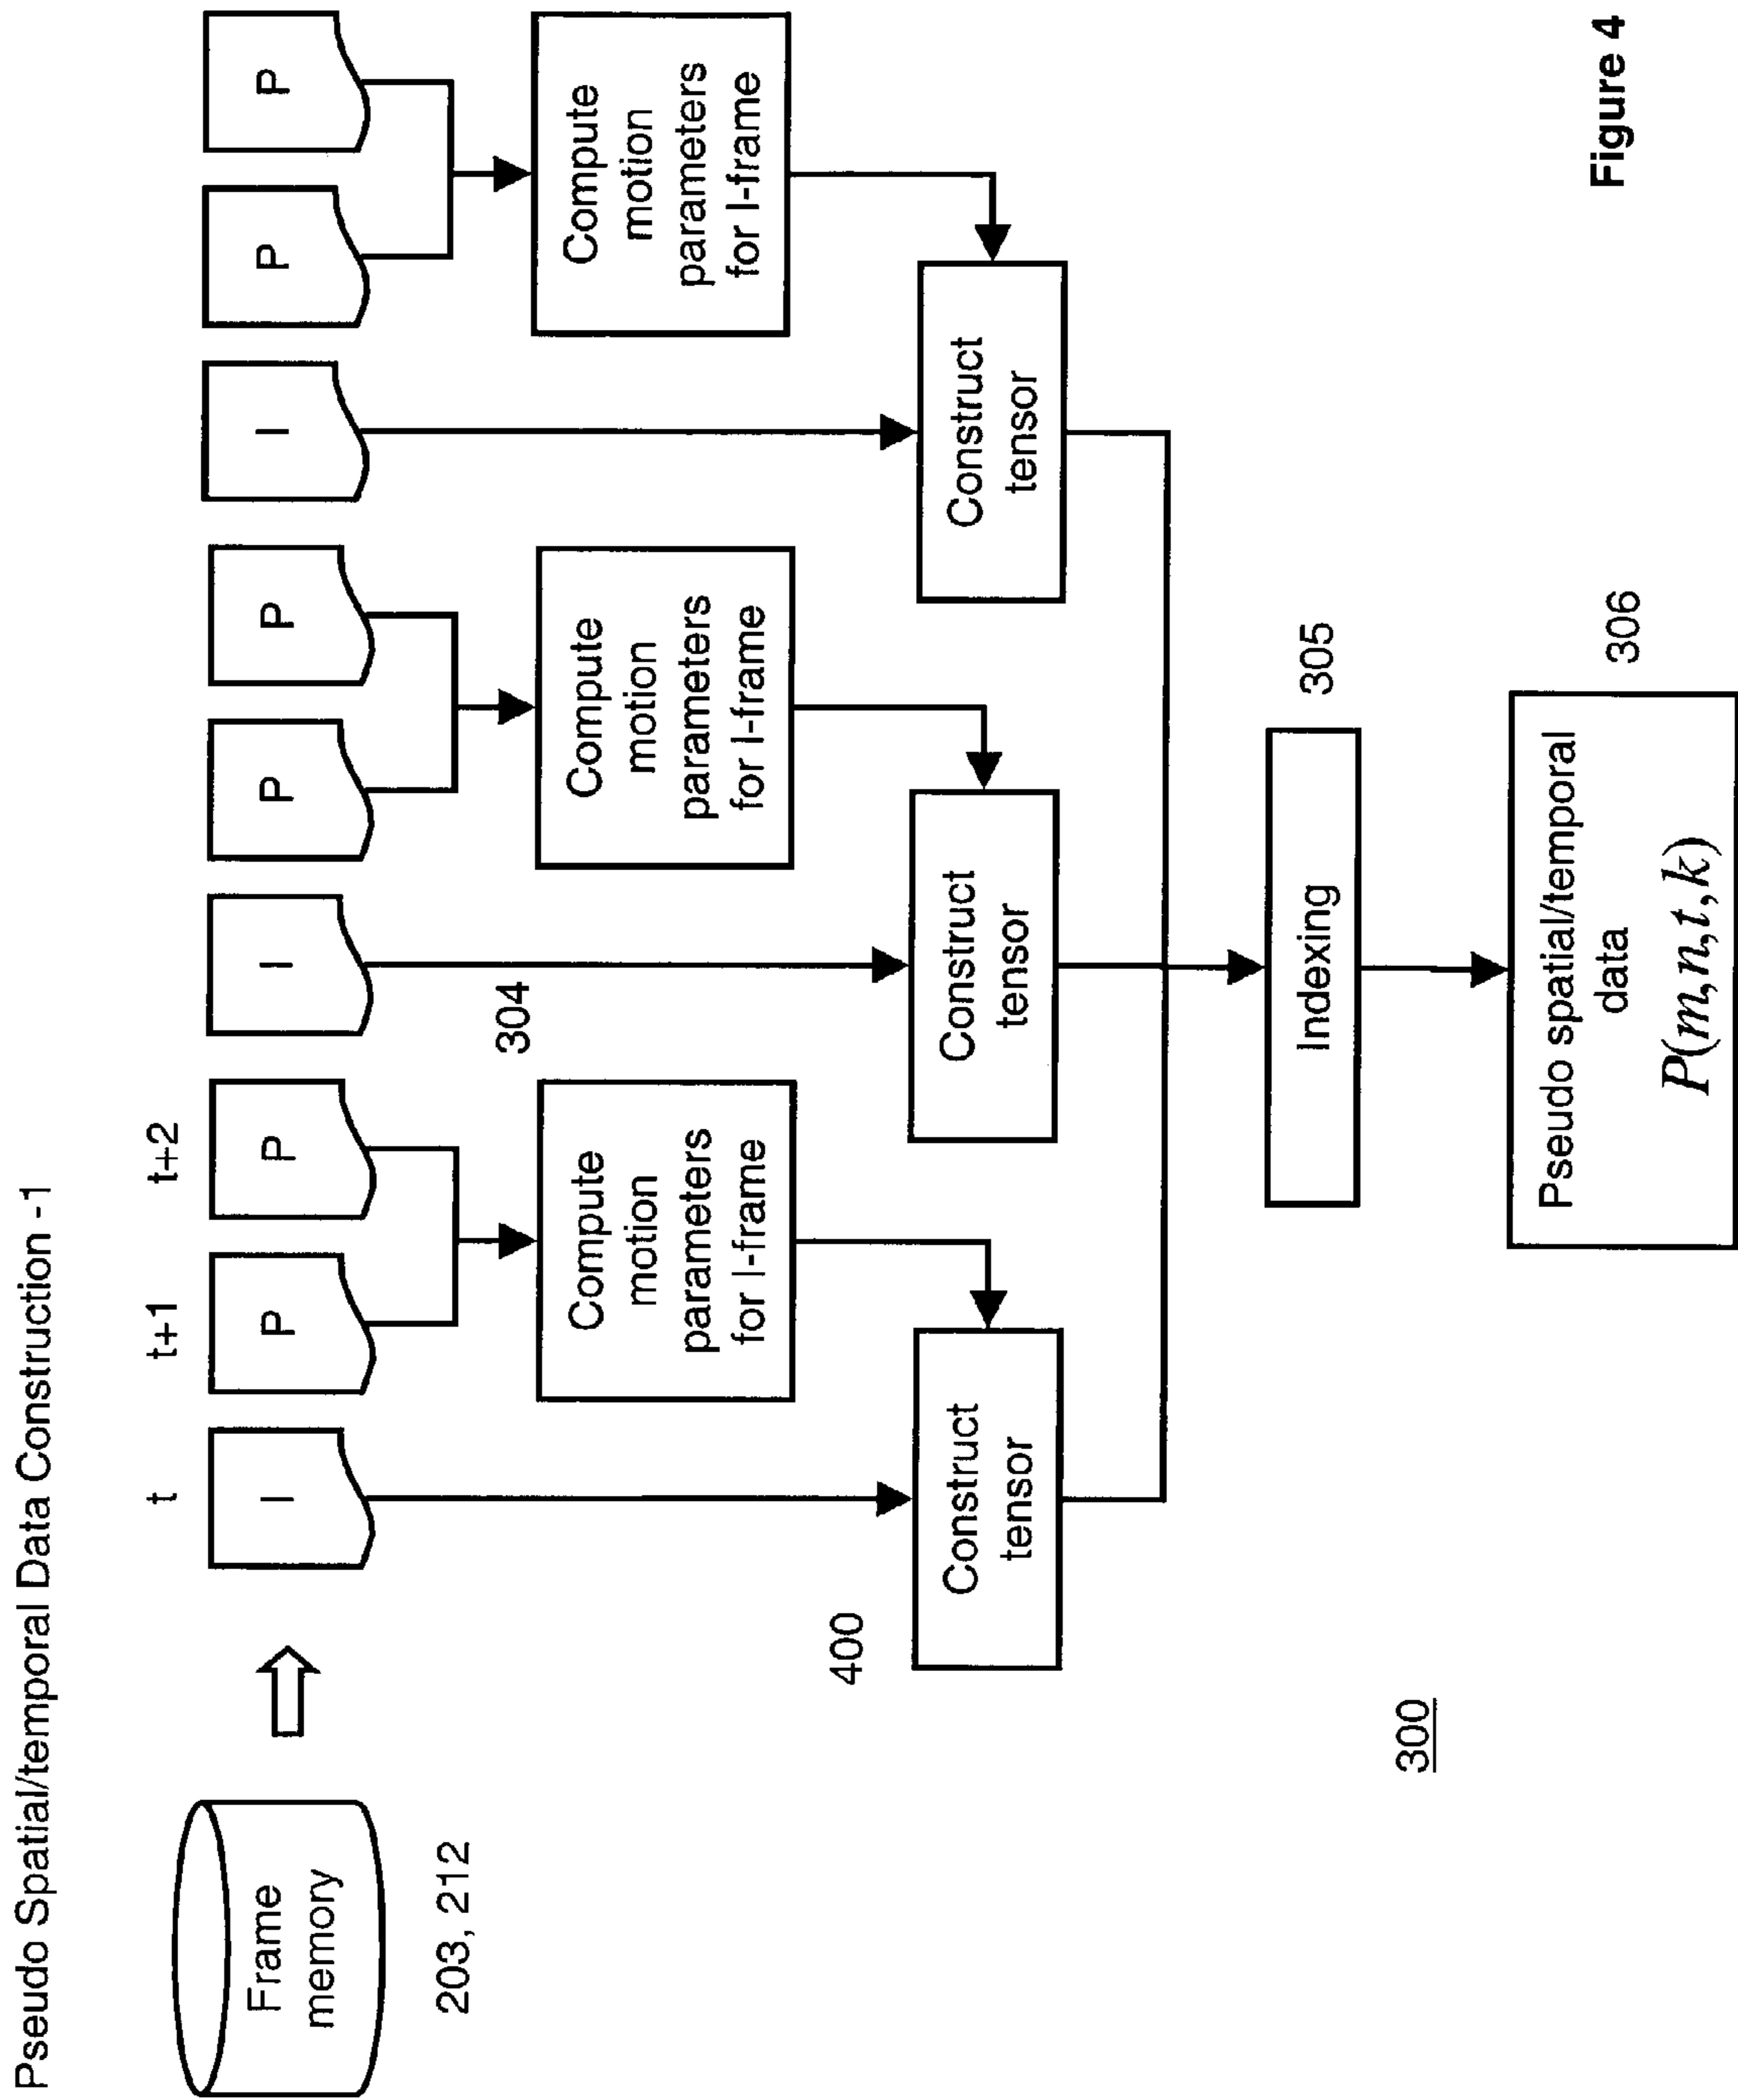 Pseudo Spatial/temporal Data Construction -1
t
t+1
t+2
Frame
memory
203, 212
I
P
P
I
P
P
I
P
P
304
Compute
motion
parameters
for I-frame
Compute
motion
parameters
for I-frame
Compute
motion
parameters
for I-frame
400
Construct
tensor
Construct
tensor
Construct
tensor
300
Indexing
305
Pseudo spatial/temporal
data
P(m,n,t,k)
306
Figure 4